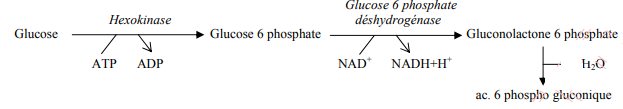 Glucose 6 phosphate
Hexokinase déshydrogénase
Glucose Glucose 6 phosphate Gluconolactone 6 phosphate
ATP ADP NAD⁺ NADH+H⁺ H₂O
ac. 6 phospho gluconique